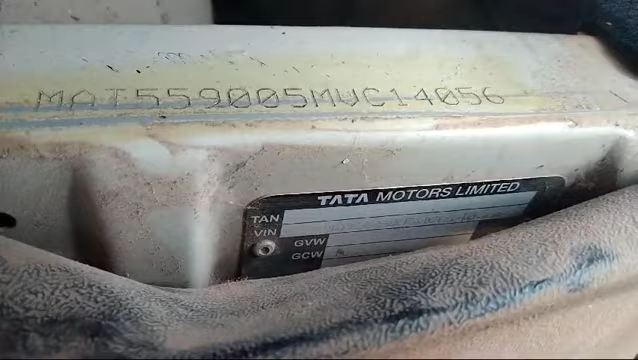 MAT559005MVC14056
TATA MOTORS LIMITED
TAN
VIN
GVW
GCW